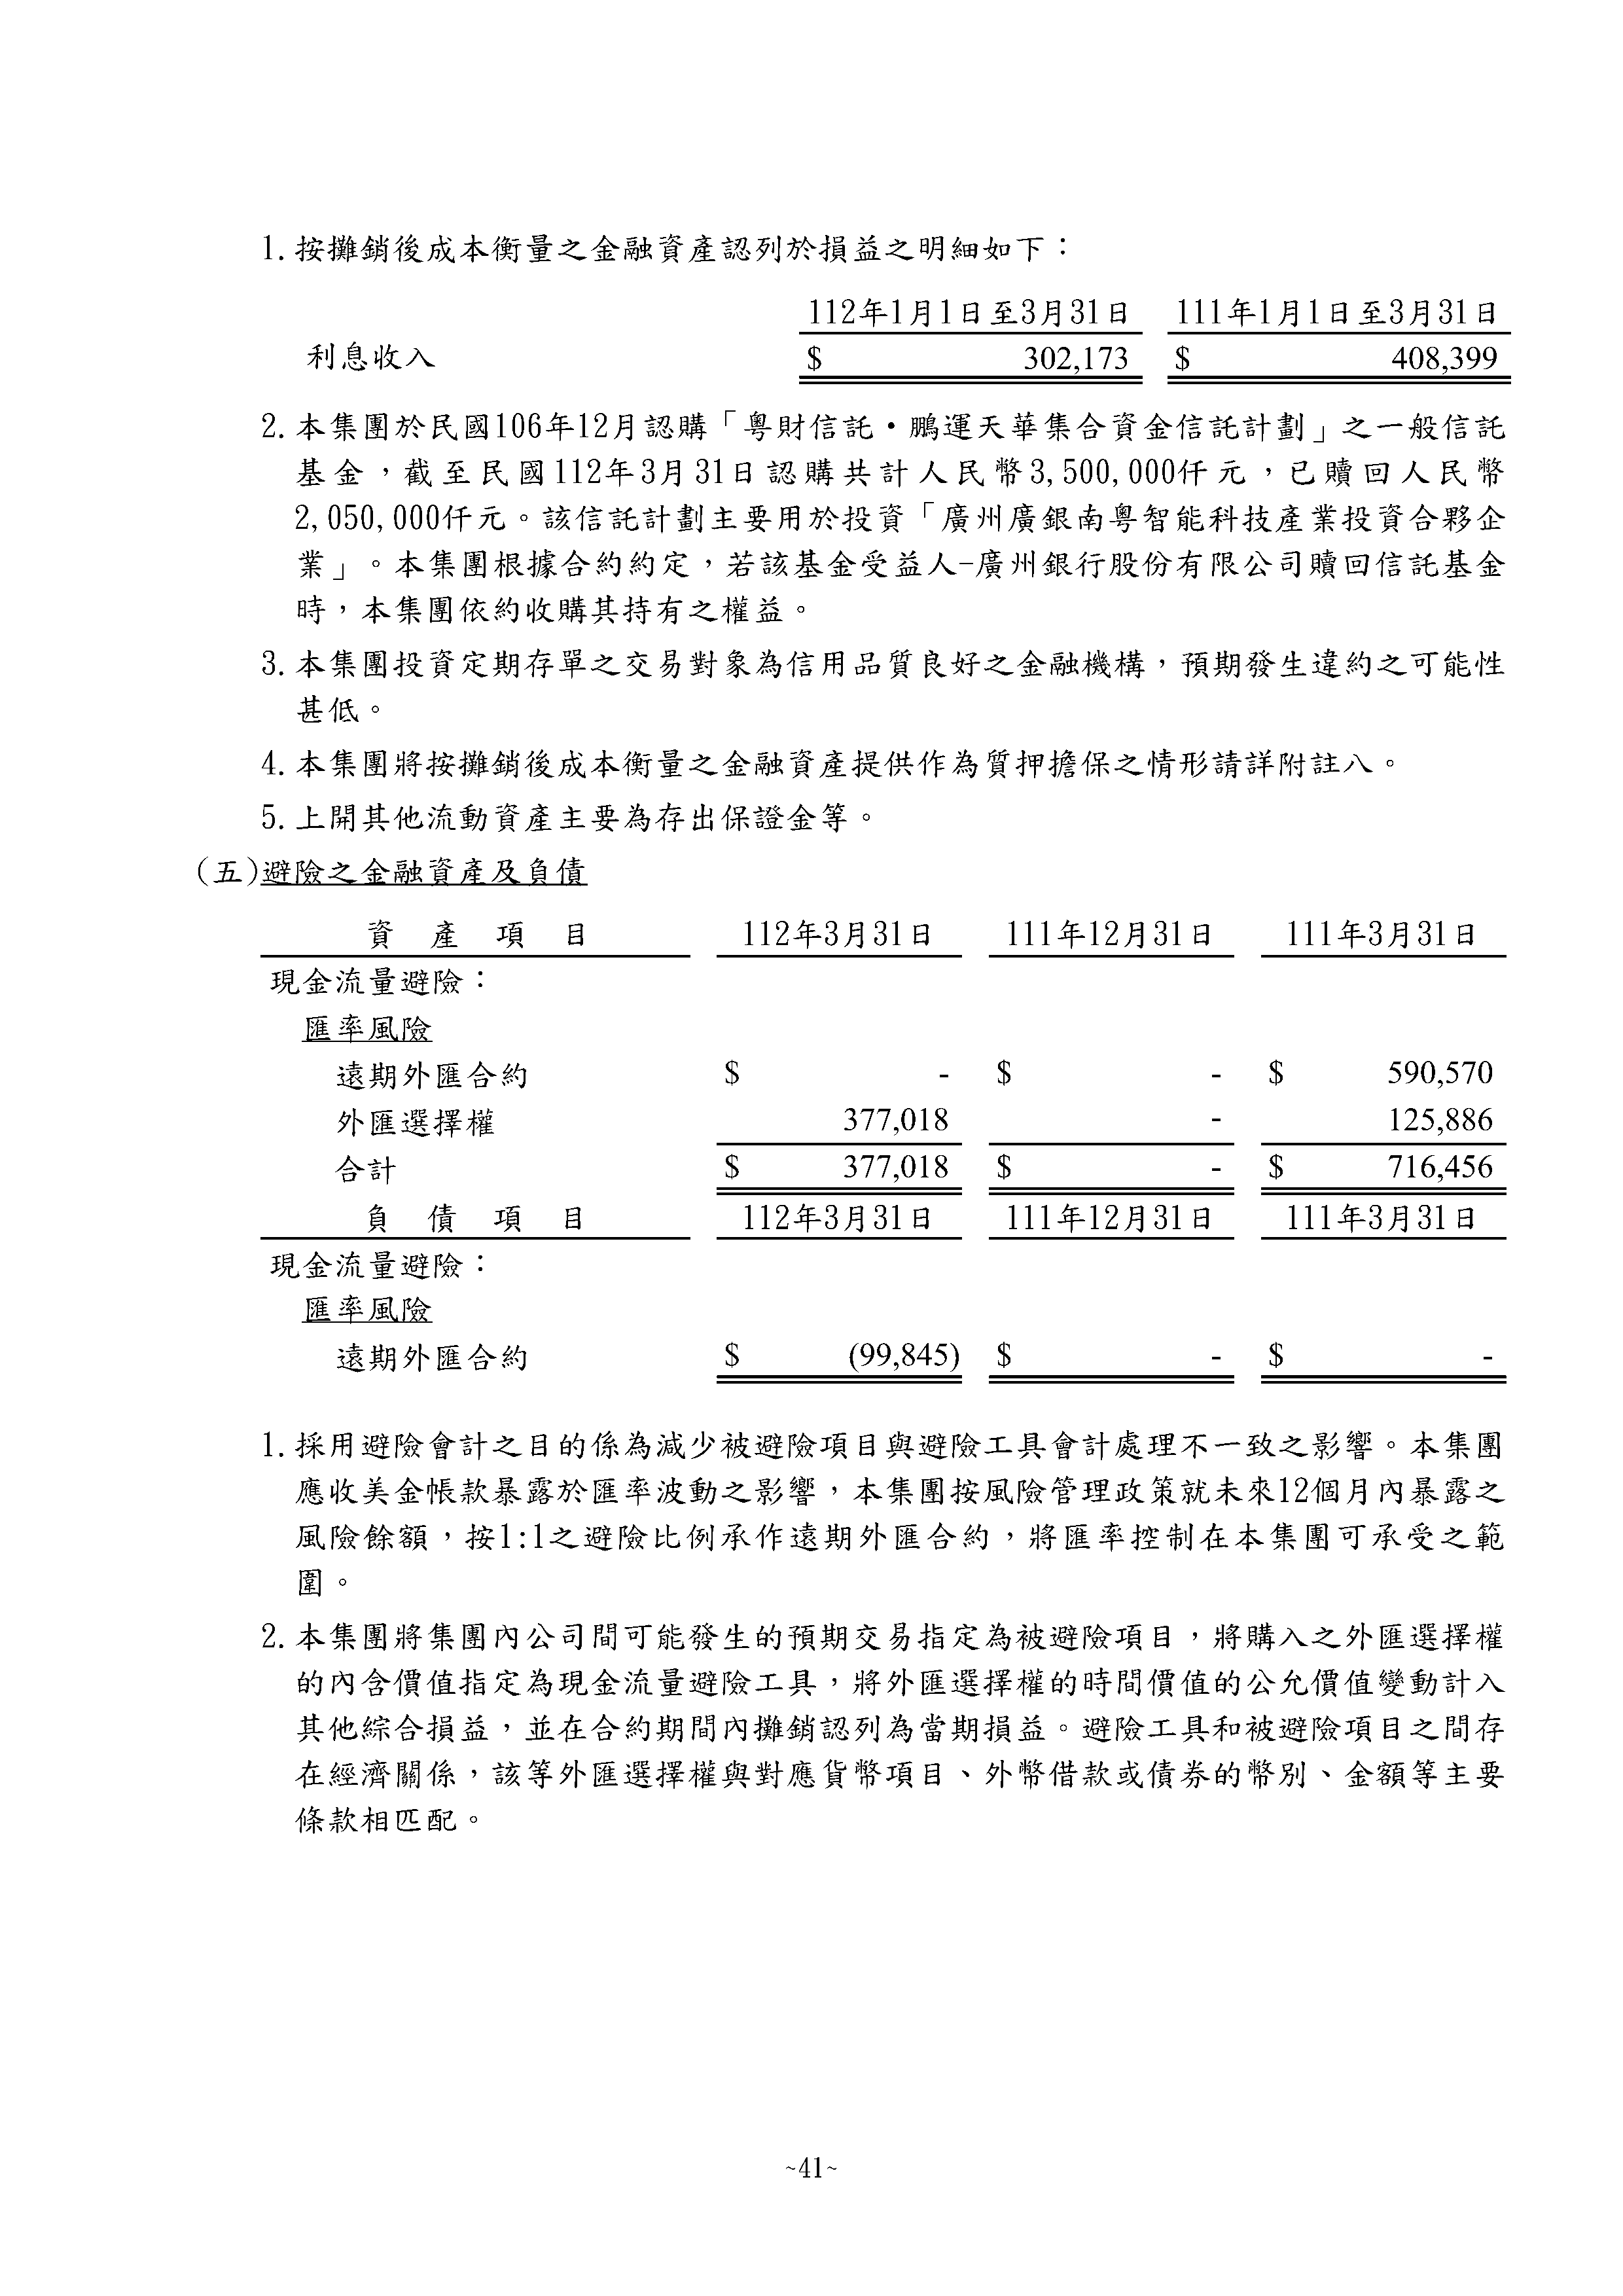 1.按攤銷後成本衡量之金融資產認列於損益之明細如下：
112年1月1日至3月31日 111年1月1日至3月31日
利息收入 $ 302,173 $ 408,399
2.本集團於民國106年12月認購「粵財信託•鵬運天華集合資金信託計劃」之一般信託
基金，截至民國112年3月31日認購共計人民幣3,500,000仟元，已贖回人民幣
2,050,000仟元。該信託計劃主要用於投資「廣州廣銀南粵智能科技產業投資合夥企
業」。本集團根據合約約定，若該基金受益人-廣州銀行股份有限公司贖回信託基金
時，本集團依約收購其持有之權益。
3.本集團投資定期存單之交易對象為信用品質良好之金融機構，預期發生違約之可能性
甚低。
4.本集團將按攤銷後成本衡量之金融資產提供作為質押擔保之情形請詳附註八。
5.上開其他流動資產主要為存出保證金等。
(五)避險之金融資產及負債
資 產 項 目 112年3月31日 111年12月31日 111年3月31日
現金流量避險：
匯率風險
遠期外匯合約 $ - $ - $ 590,570
外匯選擇權 377,018 - 125,886
合計 $ 377,018 $ - $ 716,456
負 債 項 目 112年3月31日 111年12月31日 111年3月31日
現金流量避險：
匯率風險
遠期外匯合約 $ (99,845) $ - $ -
1.採用避險會計之目的係為減少被避險項目與避險工具會計處理不一致之影響。本集團
應收美金帳款暴露於匯率波動之影響，本集團按風險管理政策就未來12個月內暴露之
風險餘額，按1:1之避險比例承作遠期外匯合約，將匯率控制在本集團可承受之範
圍。
2.本集團將集團內公司間可能發生的預期交易指定為被避險項目，將購入之外匯選擇權
的內含價值指定為現金流量避險工具，將外匯選擇權的時間價值的公允價值變動計入
其他綜合損益，並在合約期間內攤銷認列為當期損益。避險工具和被避險項目之間存
在經濟關係，該等外匯選擇權與對應貨幣項目、外幣借款或債券的幣別、金額等主要
條款相匹配。
~41~